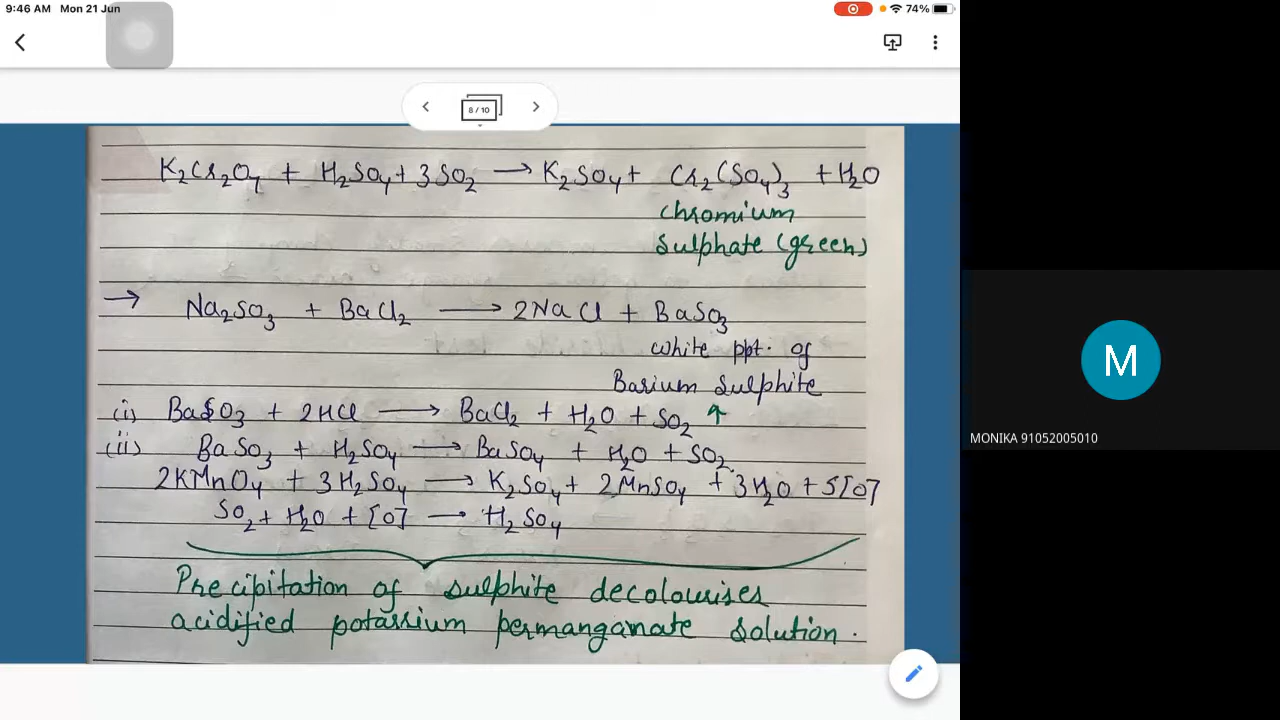 9:46 AM Mon 21 Jun
74%
8 / 10
K₂Cr₂O₇ + H₂SO₄ + 3SO₂ → K₂SO₄ + Cr₂(SO₄)₃ + H₂O
chromium
sulphate (green)
→ Na₂SO₃ + BaCl₂ → 2NaCl + BaSO₃
white ppt. of
Barium sulphite
(i) BaSO₃ + 2HCl → BaCl₂ + H₂O + SO₂ ↑
(ii) BaSO₃ + H₂SO₄ → BaSO₄ + H₂O + SO₂
2KMnO₄ + 3H₂SO₄ → K₂SO₄ + 2MnSO₄ + 3H₂O + 5[O]
SO₂ + H₂O + [O] → H₂SO₄
Precipitation of sulphite decolourises
acidified potassium permanganate solution.
M
MONIKA 91052005010